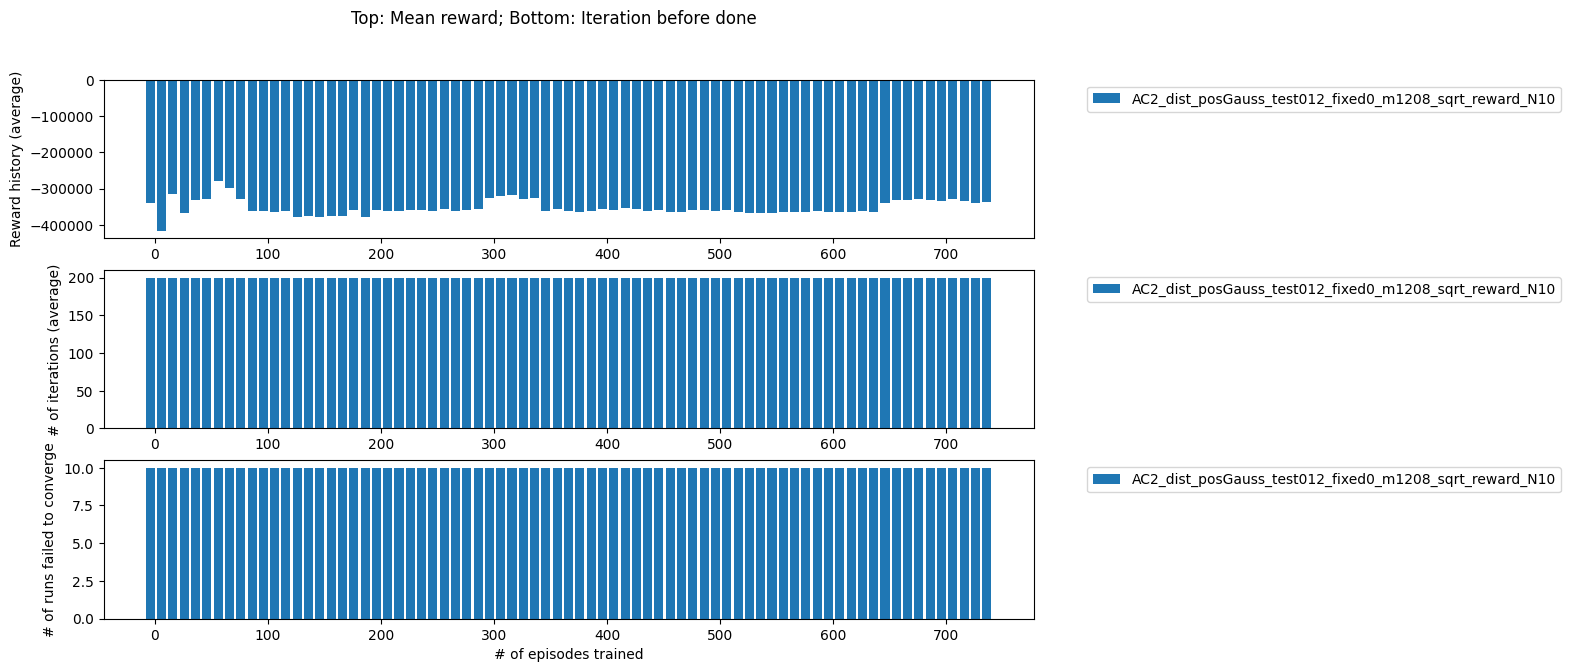 Top: Mean reward; Bottom: Iteration before done
Reward history (average)
0
−100000
−200000
−300000
−400000
0 100 200 300 400 500 600 700
AC2_dist_posGauss_test012_fixed0_m1208_sqrt_reward_N10
# of iterations (average)
200
150
100
50
0
0 100 200 300 400 500 600 700
AC2_dist_posGauss_test012_fixed0_m1208_sqrt_reward_N10
# of runs failed to converge
10.0
7.5
5.0
2.5
0.0
0 100 200 300 400 500 600 700
# of episodes trained
AC2_dist_posGauss_test012_fixed0_m1208_sqrt_reward_N10